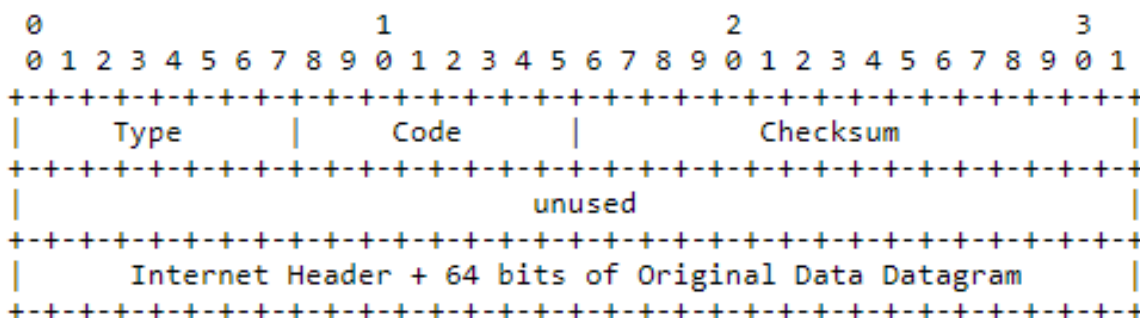 0                   1                   2                   3
 0 1 2 3 4 5 6 7 8 9 0 1 2 3 4 5 6 7 8 9 0 1 2 3 4 5 6 7 8 9 0 1
+-+-+-+-+-+-+-+-+-+-+-+-+-+-+-+-+-+-+-+-+-+-+-+-+-+-+-+-+-+-+-+-+
|     Type      |     Code      |          Checksum             |
+-+-+-+-+-+-+-+-+-+-+-+-+-+-+-+-+-+-+-+-+-+-+-+-+-+-+-+-+-+-+-+-+
|                             unused                            |
+-+-+-+-+-+-+-+-+-+-+-+-+-+-+-+-+-+-+-+-+-+-+-+-+-+-+-+-+-+-+-+-+
|      Internet Header + 64 bits of Original Data Datagram      |
+-+-+-+-+-+-+-+-+-+-+-+-+-+-+-+-+-+-+-+-+-+-+-+-+-+-+-+-+-+-+-+-+